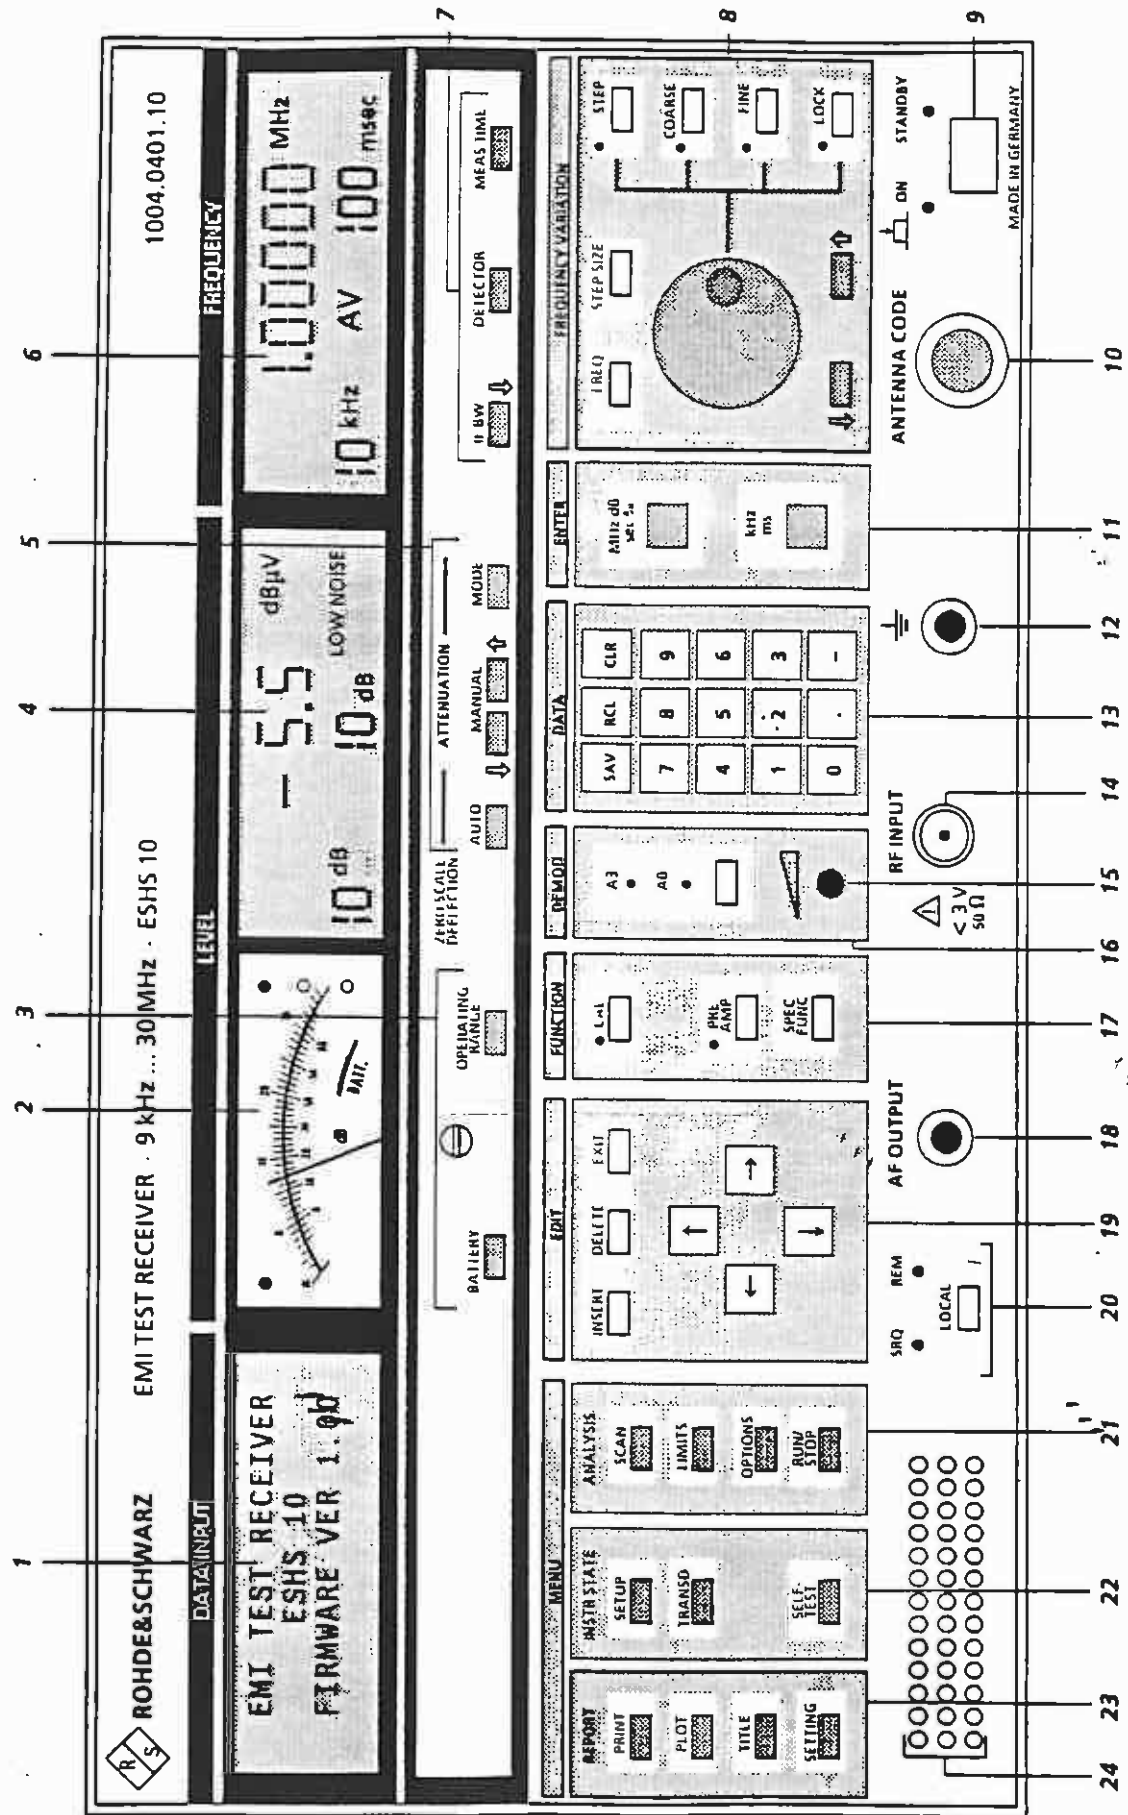 1 2 3 4 5 6 7 8 9
R S ROHDE&SCHWARZ EMI TEST RECEIVER · 9 kHz ... 30 MHz · ESHS 10 1004.0401.10
DATA INPUT LEVEL FREQUENCY
EMI TEST RECEIVER
ESHS 10
FIRMWARE VER 1.
dB
BATT.
- 5.5 dBµV
10 dB 10 dB LOW NOISE
1.00000 MHz
10 kHz AV 100 msec
BATTERY
OPERATING
RANGE
ZERO SCALE
DEFLECTION
ATTENUATION
AUTO ⇩ MANUAL ⇧ MODE
IF BW ⇩ DETECTOR MEAS TIME
MENU EDIT FUNCTION DEMOD DATA ENTER FREQUENCY VARIATION
REPORT
PRINT
PLOT
TITLE
SETTING
INSTR STATE
SETUP
TRANSD
SELF-
TEST
ANALYSIS
SCAN
LIMITS
OPTIONS
RUN/
STOP
INSERT DELETE EXIT
↑
← →
↓
CAL
PRE
AMP
SPEC
FUNC
A3
A0
SAV RCL CLR
7 8 9
4 5 6
1 2 3
0 . -
MHz dB
sec %
kHz
ms
FREQ STEP SIZE
STEP
COARSE
FINE
LOCK
⇩ ⇧
SRQ REM
LOCAL
AF OUTPUT
< 3 V
50 Ω
RF INPUT
ANTENNA CODE
ON STANDBY
MADE IN GERMANY
24 23 22 21 20 19 18 17 16 15 14 13 12 11 10